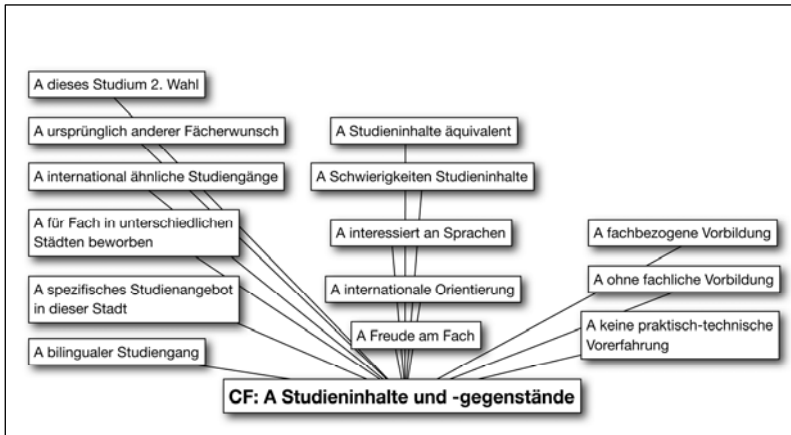 A dieses Studium 2. Wahl
A ursprünglich anderer Fächerwunsch
A international ähnliche Studiengänge
A für Fach in unterschiedlichen
Städten beworben
A spezifisches Studienangebot
in dieser Stadt
A bilingualer Studiengang
A Studieninhalte äquivalent
A Schwierigkeiten Studieninhalte
A interessiert an Sprachen
A internationale Orientierung
A Freude am Fach
A fachbezogene Vorbildung
A ohne fachliche Vorbildung
A keine praktisch-technische
Vorerfahrung
CF: A Studieninhalte und -gegenstände